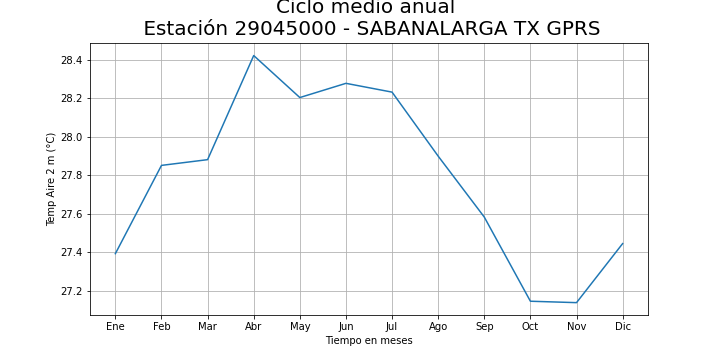 Ciclo medio anual
Estación 29045000 - SABANALARGA TX GPRS
Temp Aire 2 m (°C)
28.4
28.2
28.0
27.8
27.6
27.4
27.2
Ene Feb Mar Abr May Jun Jul Ago Sep Oct Nov Dic
Tiempo en meses